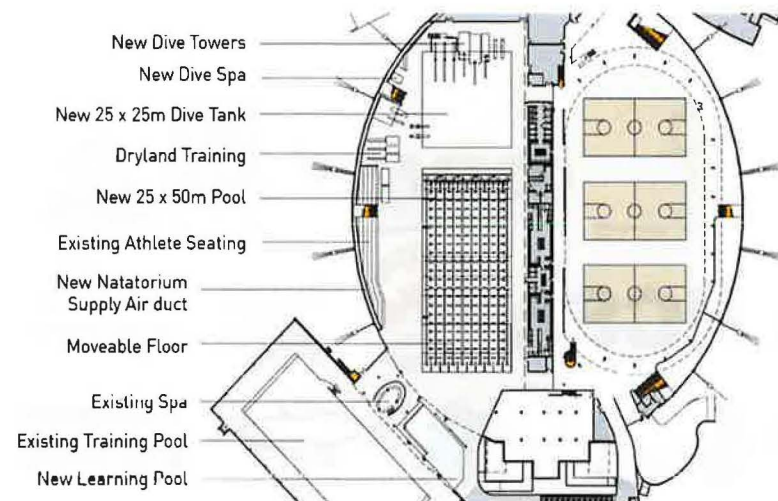 New Dive Towers
New Dive Spa
New 25 x 25m Dive Tank
Dryland Training
New 25 x 50m Pool
Existing Athlete Seating
New Natatorium
Supply Air duct
Moveable Floor
Existing Spa
Existing Training Pool
New Learning Pool